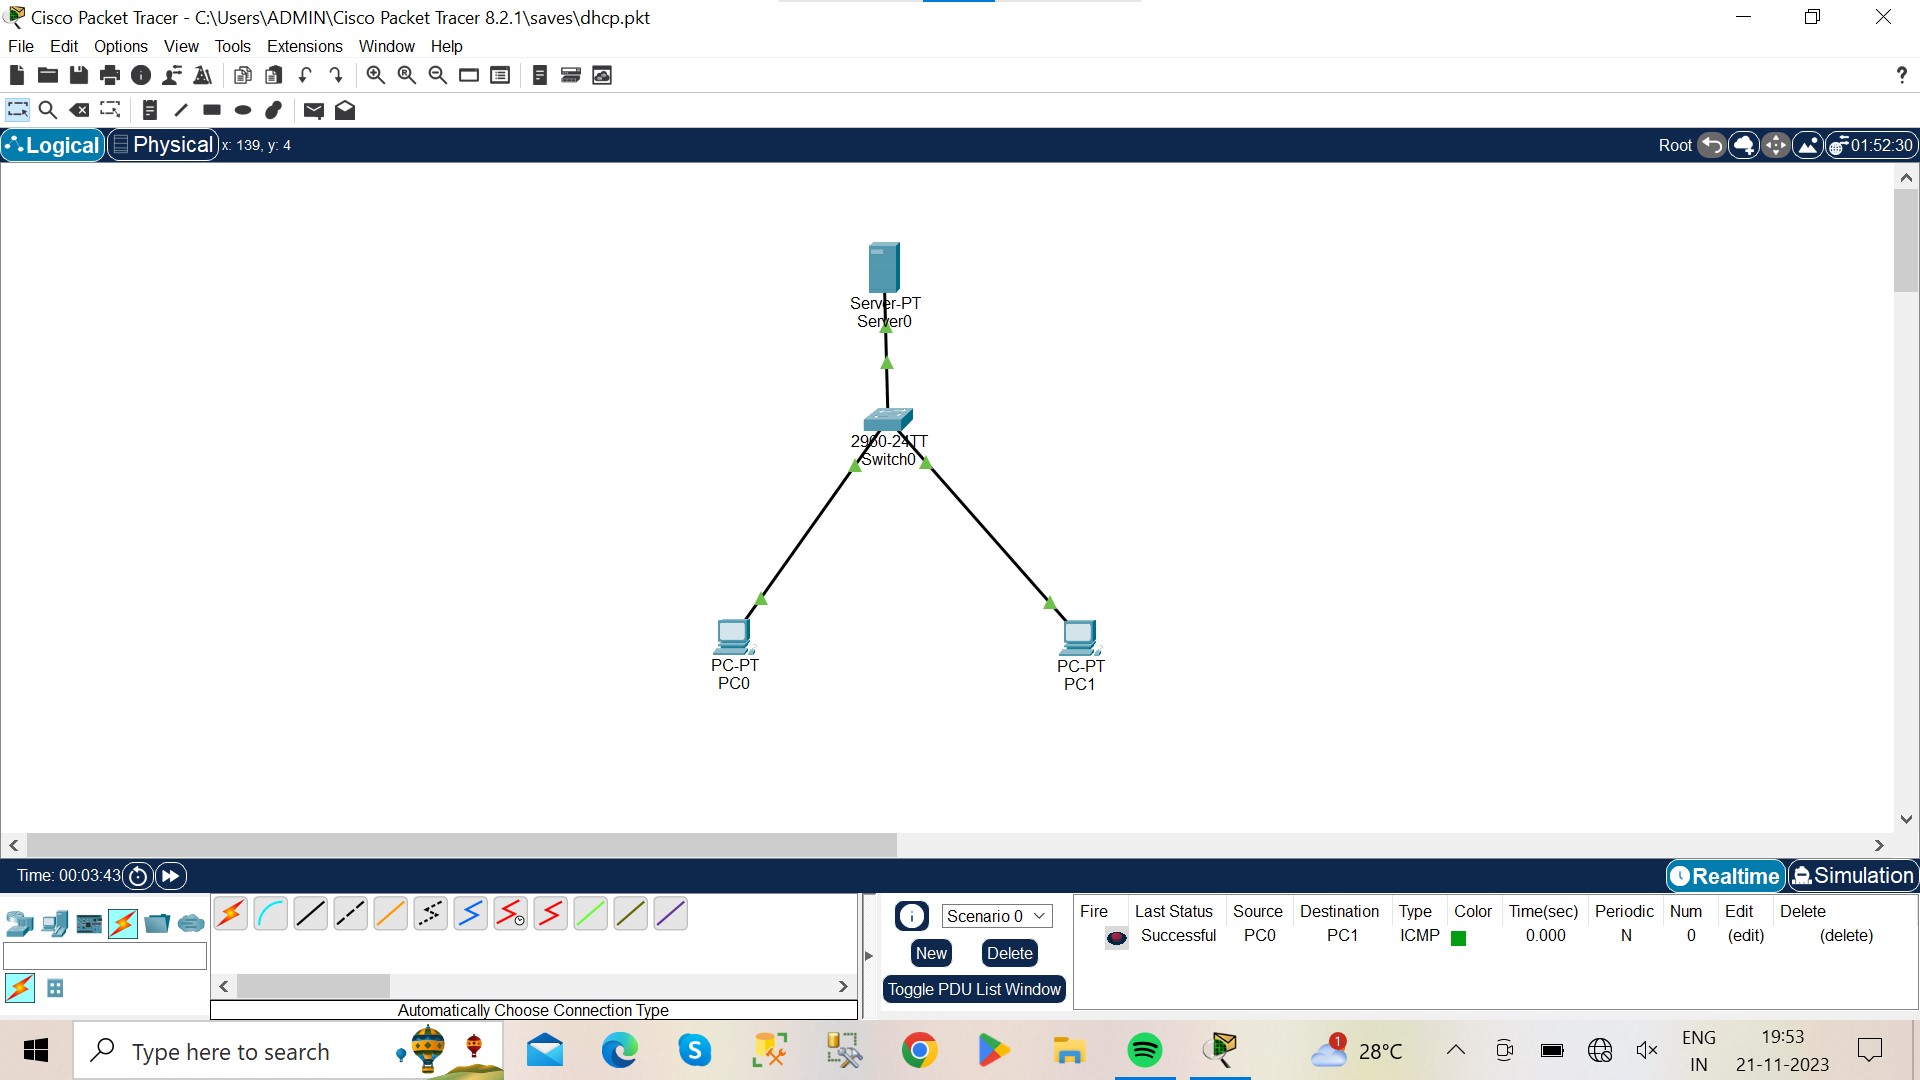 Cisco Packet Tracer - C:\Users\ADMIN\Cisco Packet Tracer 8.2.1\saves\dhcp.pkt
File Edit Options View Tools Extensions Window Help
?
Logical Physical x: 139, y: 4 Root 01:52:30
Server-PT
Server0
2960-24TT
Switch0
PC-PT
PC0
PC-PT
PC1
Time: 00:03:43 Realtime Simulation
Scenario 0
New Delete
Toggle PDU List Window
Fire Last Status Source Destination Type Color Time(sec) Periodic Num Edit Delete
Successful PC0 PC1 ICMP 0.000 N 0 (edit) (delete)
Automatically Choose Connection Type
Type here to search
1
28°C
ENG
IN
19:53
21-11-2023